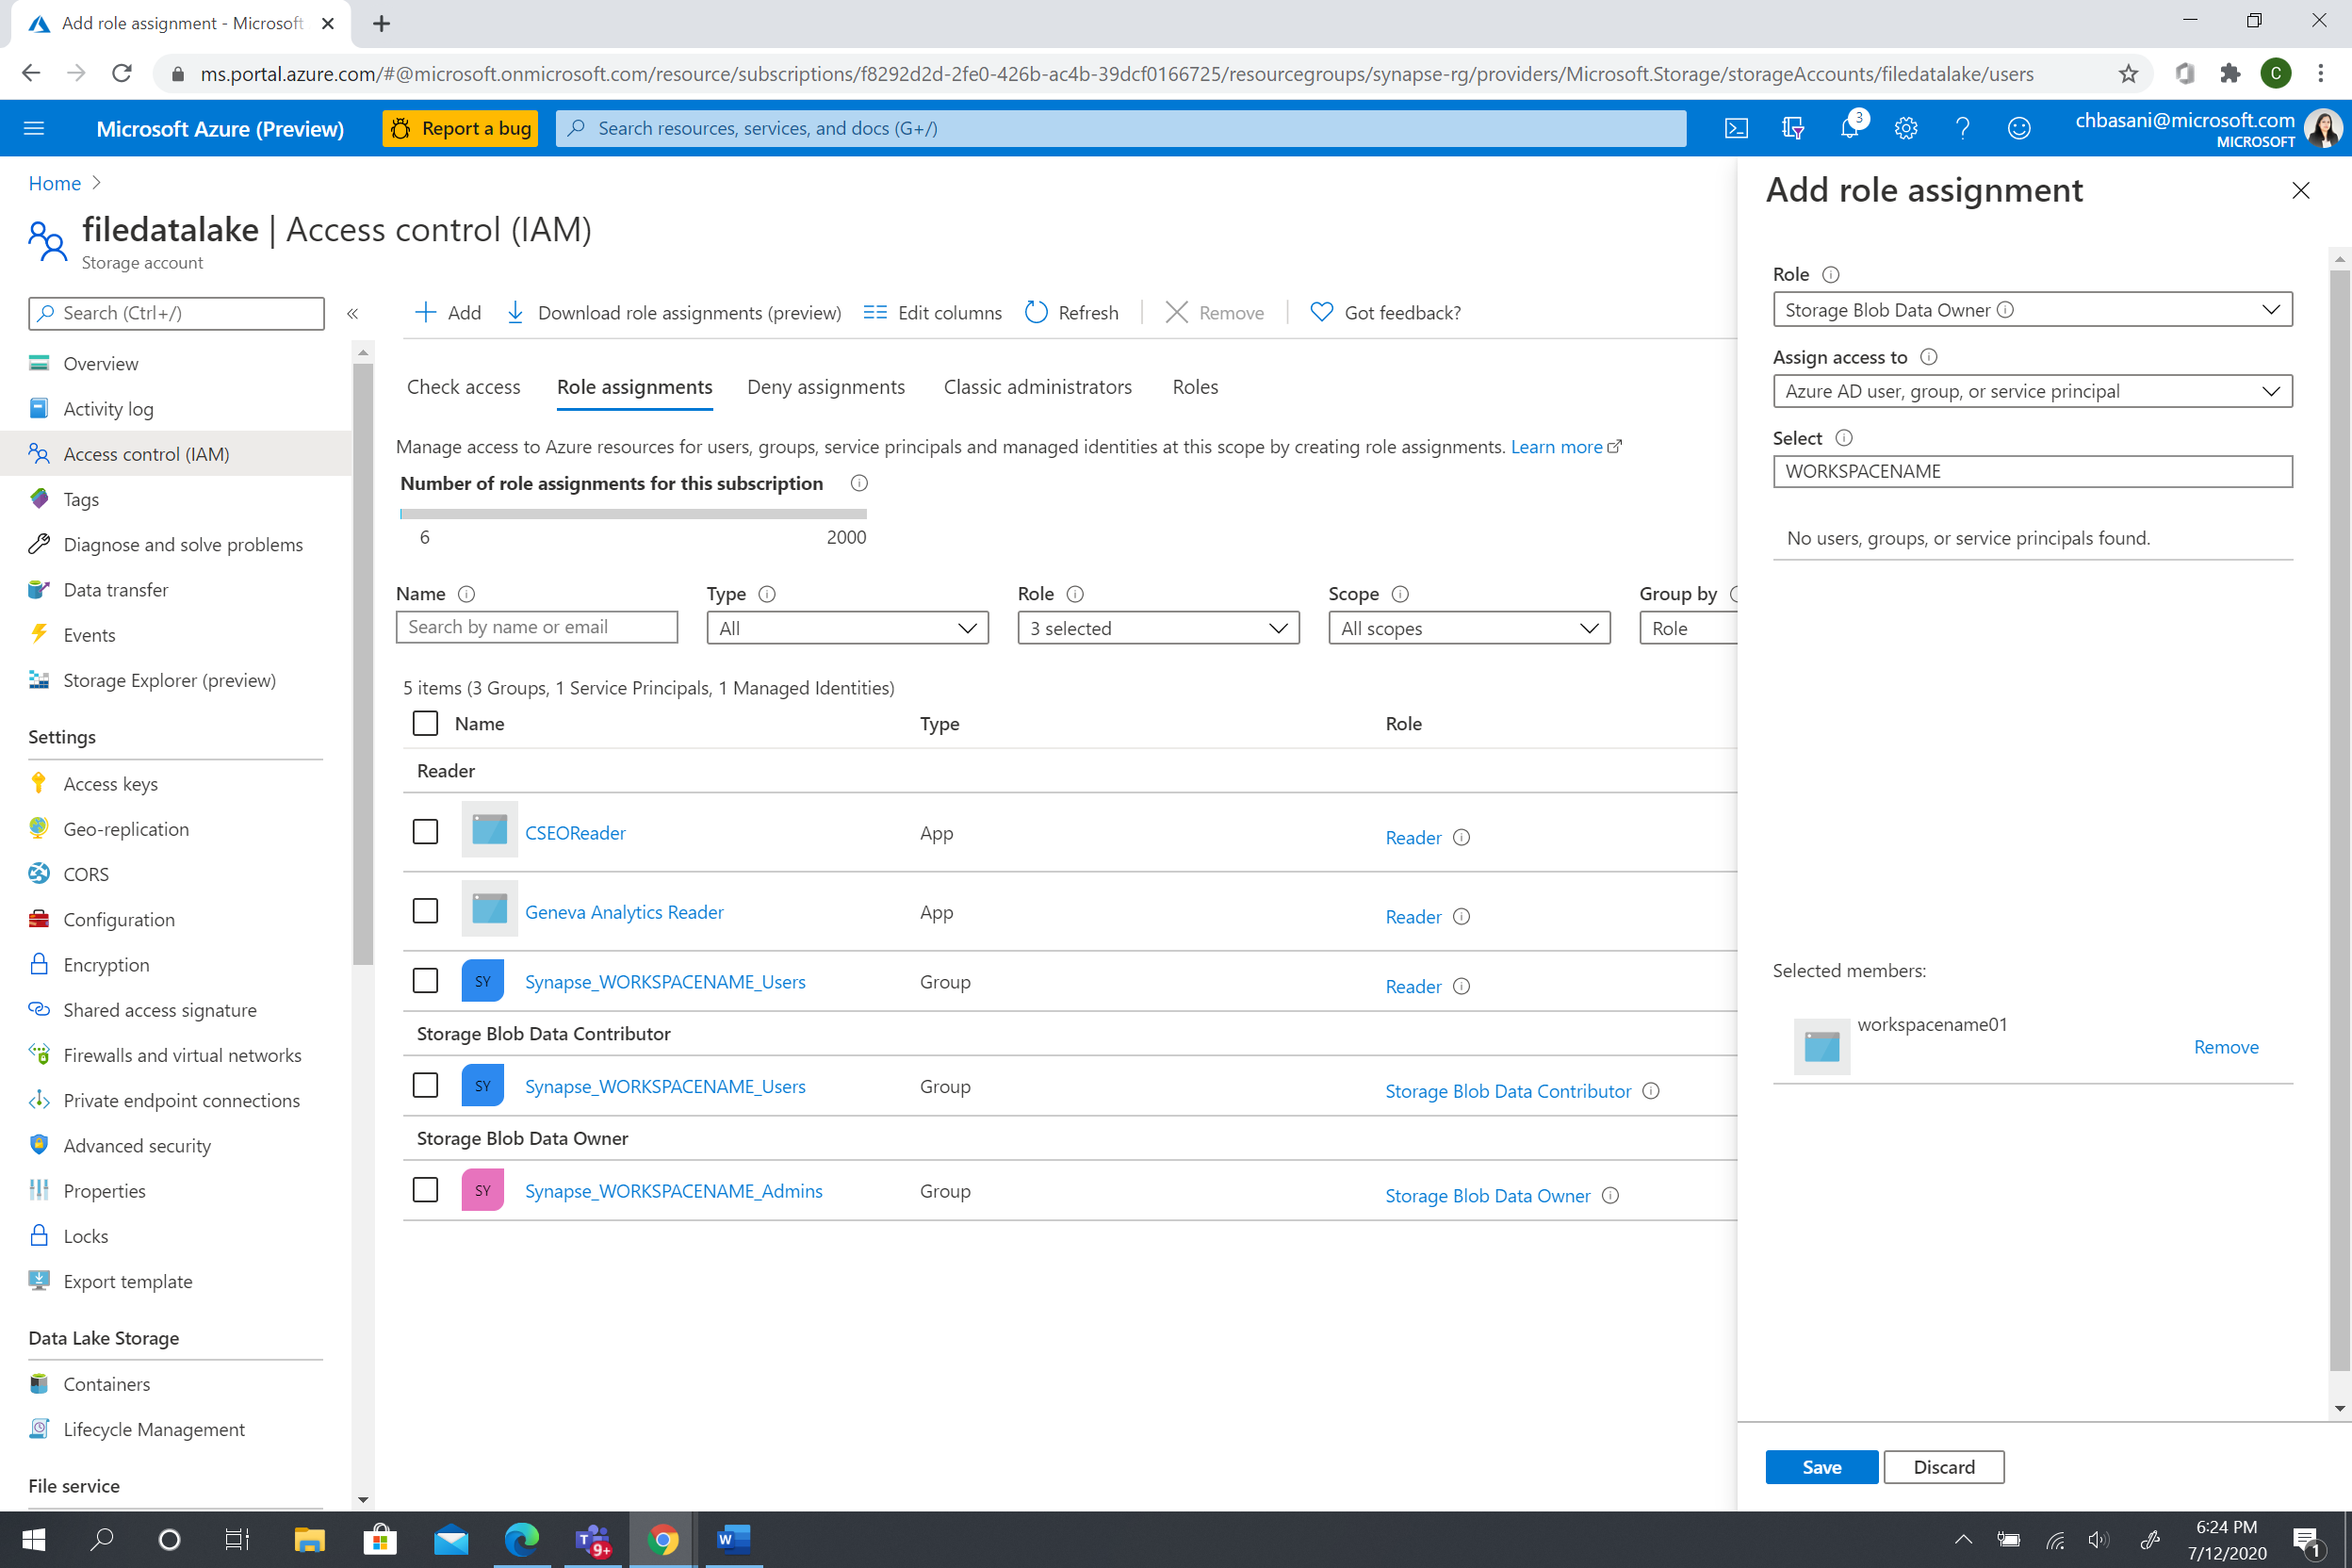 Add role assignment - Microsoft
ms.portal.azure.com/#@microsoft.onmicrosoft.com/resource/subscriptions/f8292d2d-2fe0-426b-ac4b-39dcf0166725/resourcegroups/synapse-rg/providers/Microsoft.Storage/storageAccounts/filedatalake/users
C
Microsoft Azure (Preview)
Report a bug
Search resources, services, and docs (G+/)
3
chbasani@microsoft.com
MICROSOFT
Home
filedatalake | Access control (IAM)
Storage account
Search (Ctrl+/)
Overview
Activity log
Access control (IAM)
Tags
Diagnose and solve problems
Data transfer
Events
Storage Explorer (preview)
Settings
Access keys
Geo-replication
CORS
Configuration
Encryption
Shared access signature
Firewalls and virtual networks
Private endpoint connections
Advanced security
Properties
Locks
Export template
Data Lake Storage
Containers
Lifecycle Management
File service
Add
Download role assignments (preview)
Edit columns
Refresh
Remove
Got feedback?
Check access
Role assignments
Deny assignments
Classic administrators
Roles
Manage access to Azure resources for users, groups, service principals and managed identities at this scope by creating role assignments. Learn more
Number of role assignments for this subscription
6 2000
Name Type Role Scope Group by
Search by name or email All 3 selected All scopes Role
5 items (3 Groups, 1 Service Principals, 1 Managed Identities)
Name Type Role
Reader
CSEOReader App Reader
Geneva Analytics Reader App Reader
SY Synapse_WORKSPACENAME_Users Group Reader
Storage Blob Data Contributor
SY Synapse_WORKSPACENAME_Users Group Storage Blob Data Contributor
Storage Blob Data Owner
SY Synapse_WORKSPACENAME_Admins Group Storage Blob Data Owner
Add role assignment
Role
Storage Blob Data Owner
Assign access to
Azure AD user, group, or service principal
Select
WORKSPACENAME
No users, groups, or service principals found.
Selected members:
workspacename01
Remove
Save
Discard
T
9+
W
6:24 PM
7/12/2020
1